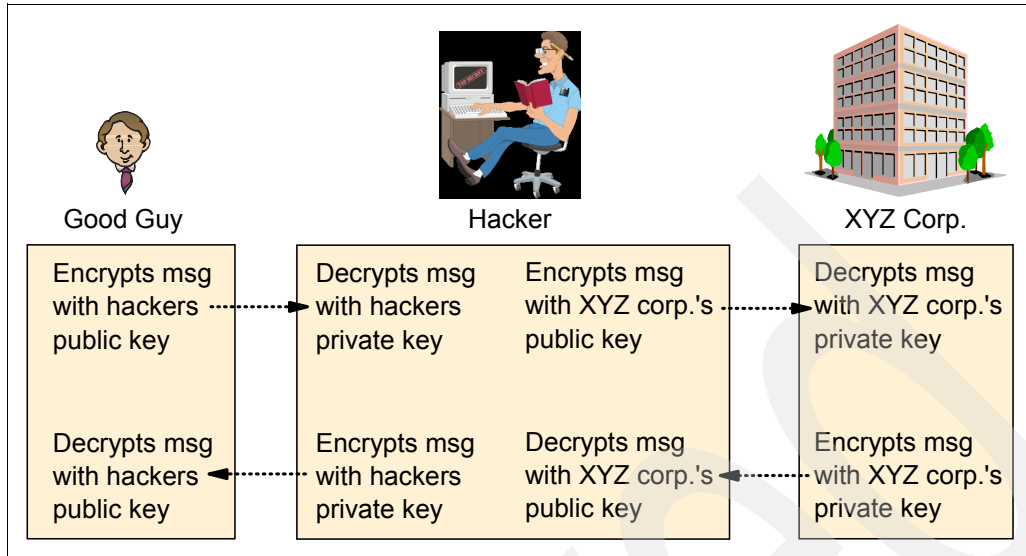 TOP SECRET
Good Guy
Hacker
XYZ Corp.
Encrypts msg
with hackers
public key
Decrypts msg
with hackers
private key
Encrypts msg
with XYZ corp.'s
public key
Decrypts msg
with XYZ corp.'s
private key
Decrypts msg
with hackers
public key
Encrypts msg
with hackers
private key
Decrypts msg
with XYZ corp.'s
public key
Encrypts msg
with XYZ corp.'s
private key